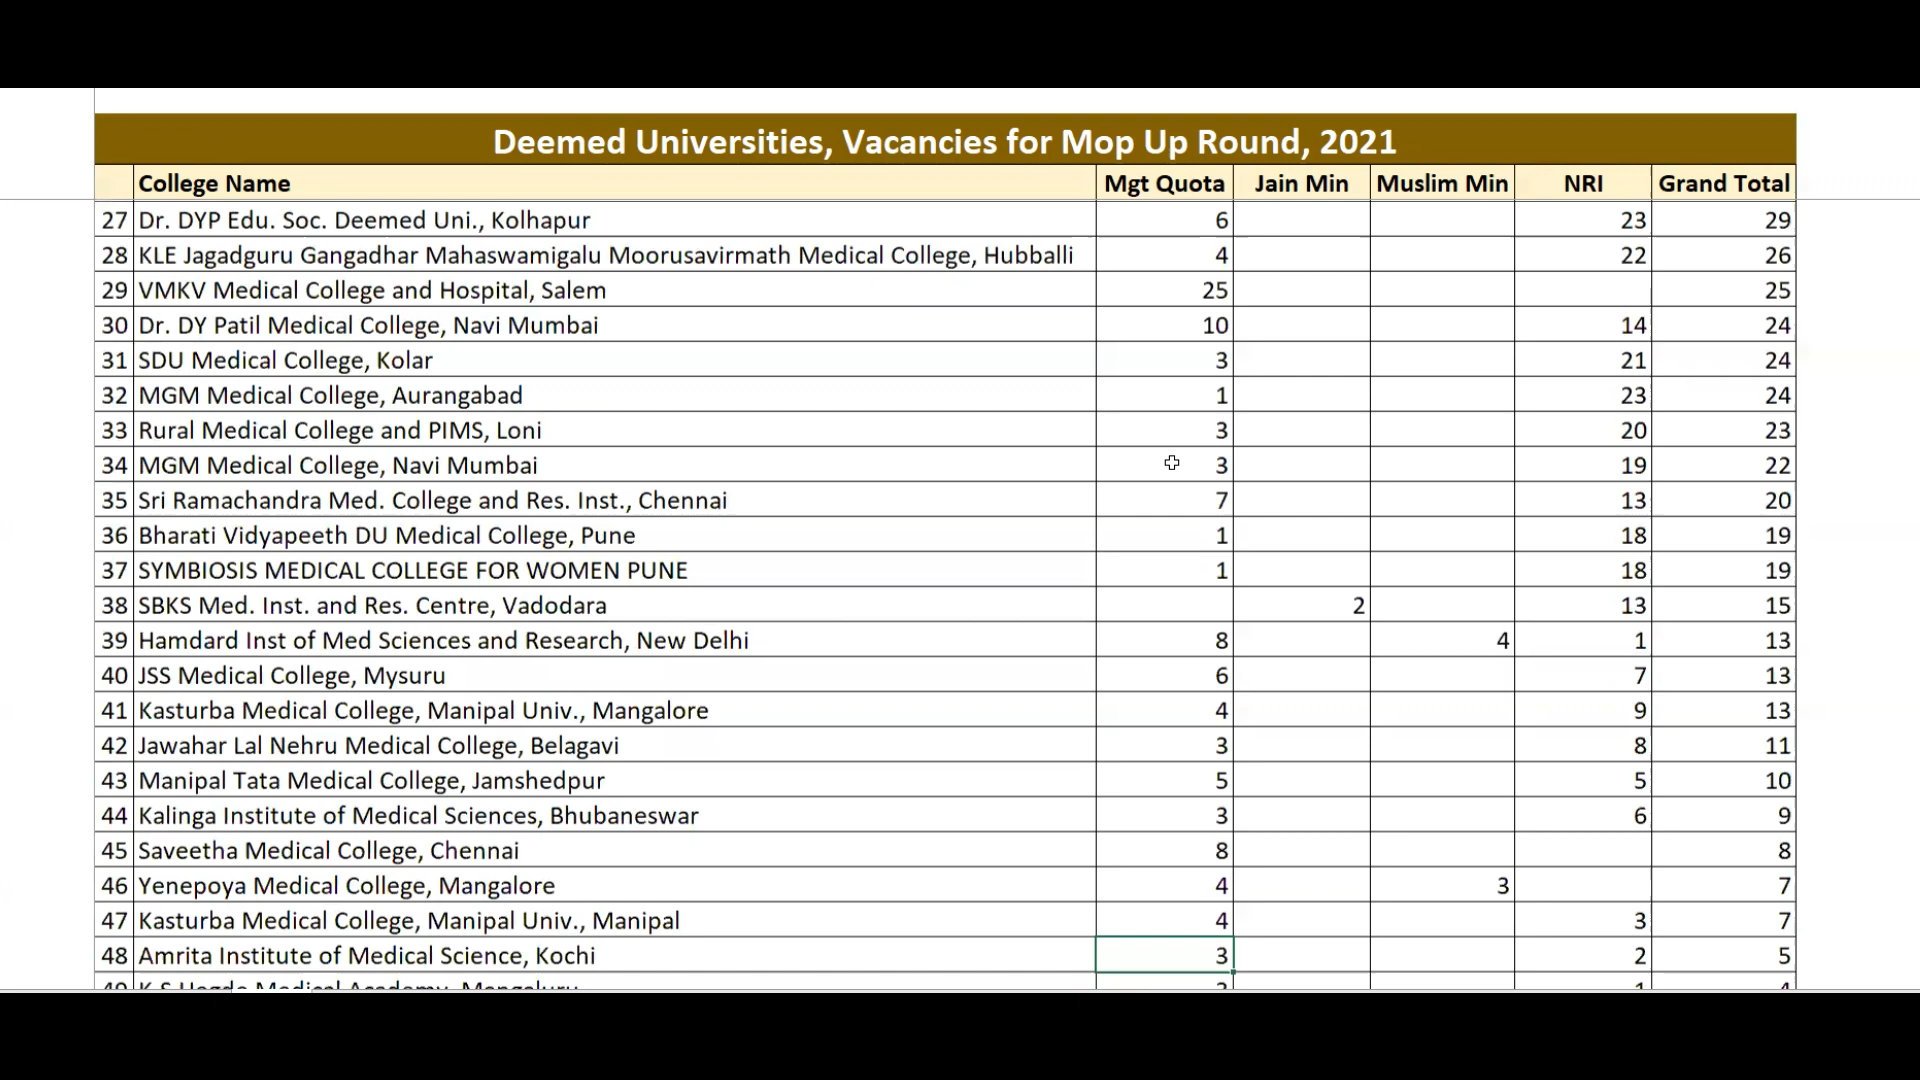 Deemed Universities, Vacancies for Mop Up Round, 2021
College Name Mgt Quota Jain Min Muslim Min NRI Grand Total
27 Dr. DYP Edu. Soc. Deemed Uni., Kolhapur 6 23 29
28 KLE Jagadguru Gangadhar Mahaswamigalu Moorusavirmath Medical College, Hubballi 4 22 26
29 VMKV Medical College and Hospital, Salem 25 25
30 Dr. DY Patil Medical College, Navi Mumbai 10 14 24
31 SDU Medical College, Kolar 3 21 24
32 MGM Medical College, Aurangabad 1 23 24
33 Rural Medical College and PIMS, Loni 3 20 23
34 MGM Medical College, Navi Mumbai 3 19 22
35 Sri Ramachandra Med. College and Res. Inst., Chennai 7 13 20
36 Bharati Vidyapeeth DU Medical College, Pune 1 18 19
37 SYMBIOSIS MEDICAL COLLEGE FOR WOMEN PUNE 1 18 19
38 SBKS Med. Inst. and Res. Centre, Vadodara 2 13 15
39 Hamdard Inst of Med Sciences and Research, New Delhi 8 4 1 13
40 JSS Medical College, Mysuru 6 7 13
41 Kasturba Medical College, Manipal Univ., Mangalore 4 9 13
42 Jawahar Lal Nehru Medical College, Belagavi 3 8 11
43 Manipal Tata Medical College, Jamshedpur 5 5 10
44 Kalinga Institute of Medical Sciences, Bhubaneswar 3 6 9
45 Saveetha Medical College, Chennai 8 8
46 Yenepoya Medical College, Mangalore 4 3 7
47 Kasturba Medical College, Manipal Univ., Manipal 4 3 7
48 Amrita Institute of Medical Science, Kochi 3 2 5
49 K S Hegde Medical Academy, Mangaluru 1 4